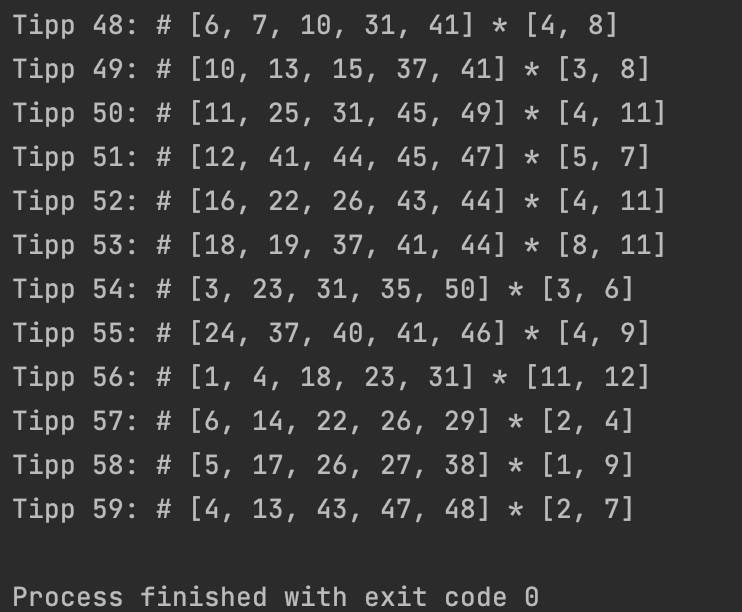 Tipp 48: # [6, 7, 10, 31, 41] * [4, 8]
Tipp 49: # [10, 13, 15, 37, 41] * [3, 8]
Tipp 50: # [11, 25, 31, 45, 49] * [4, 11]
Tipp 51: # [12, 41, 44, 45, 47] * [5, 7]
Tipp 52: # [16, 22, 26, 43, 44] * [4, 11]
Tipp 53: # [18, 19, 37, 41, 44] * [8, 11]
Tipp 54: # [3, 23, 31, 35, 50] * [3, 6]
Tipp 55: # [24, 37, 40, 41, 46] * [4, 9]
Tipp 56: # [1, 4, 18, 23, 31] * [11, 12]
Tipp 57: # [6, 14, 22, 26, 29] * [2, 4]
Tipp 58: # [5, 17, 26, 27, 38] * [1, 9]
Tipp 59: # [4, 13, 43, 47, 48] * [2, 7]
Process finished with exit code 0